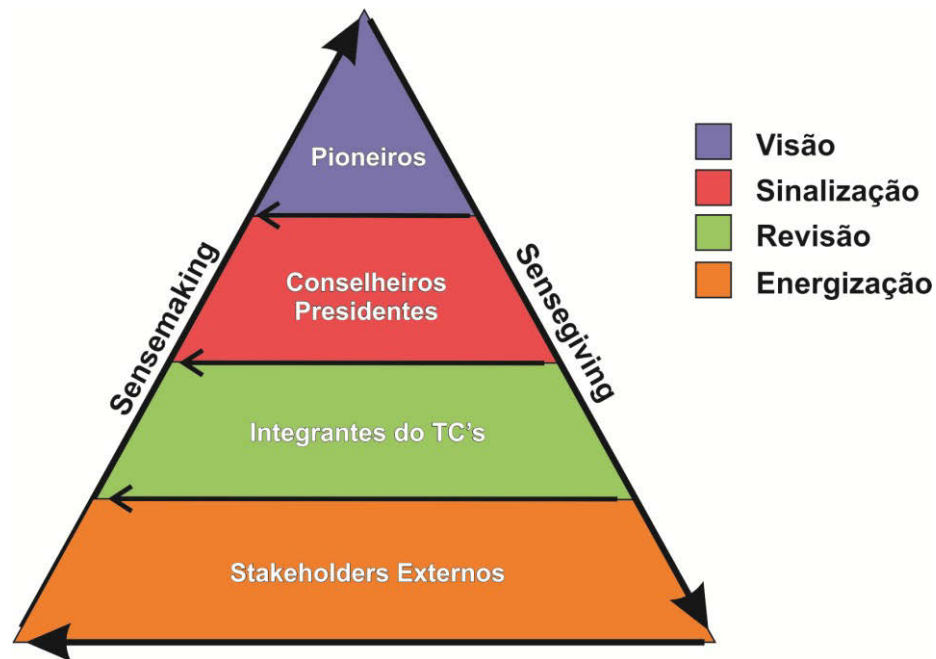 Pioneiros
Conselheiros
Presidentes
Integrantes do TC's
Stakeholders Externos
Sensemaking
Sensegiving
Visão
Sinalização
Revisão
Energização